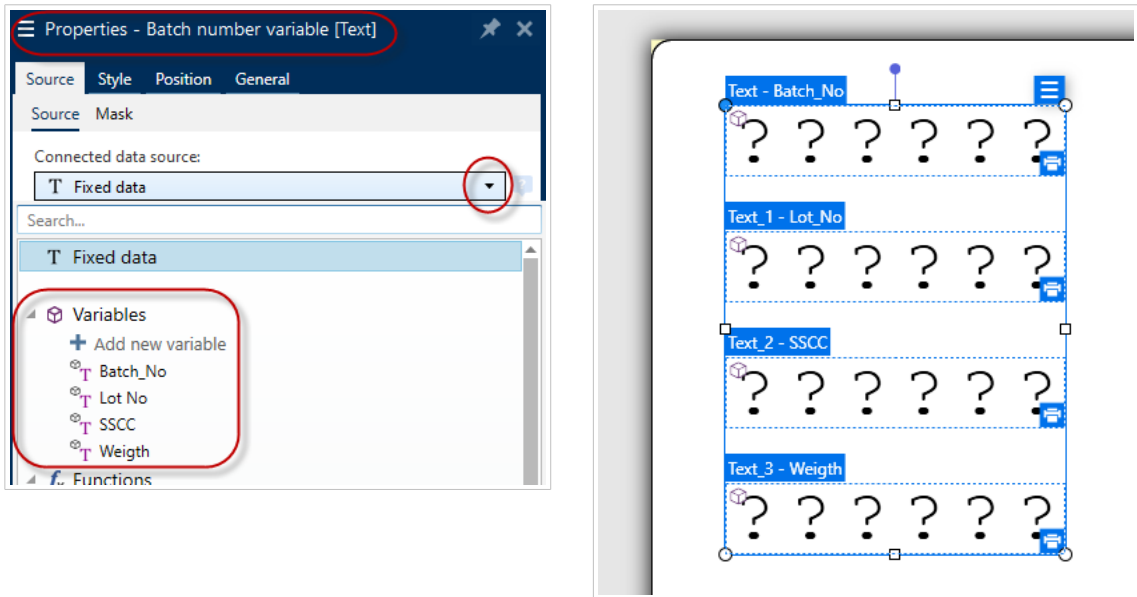 Properties - Batch number variable [Text]
Source Style Position General
Source Mask
Connected data source:
T Fixed data
Search...
T Fixed data
Variables
Add new variable
T Batch_No
T Lot No
T SSCC
T Weigth
fx Functions
Text - Batch_No
? ? ? ? ? ?
Text_1 - Lot_No
? ? ? ? ? ?
Text_2 - SSCC
? ? ? ? ? ?
Text_3 - Weigth
? ? ? ? ? ?